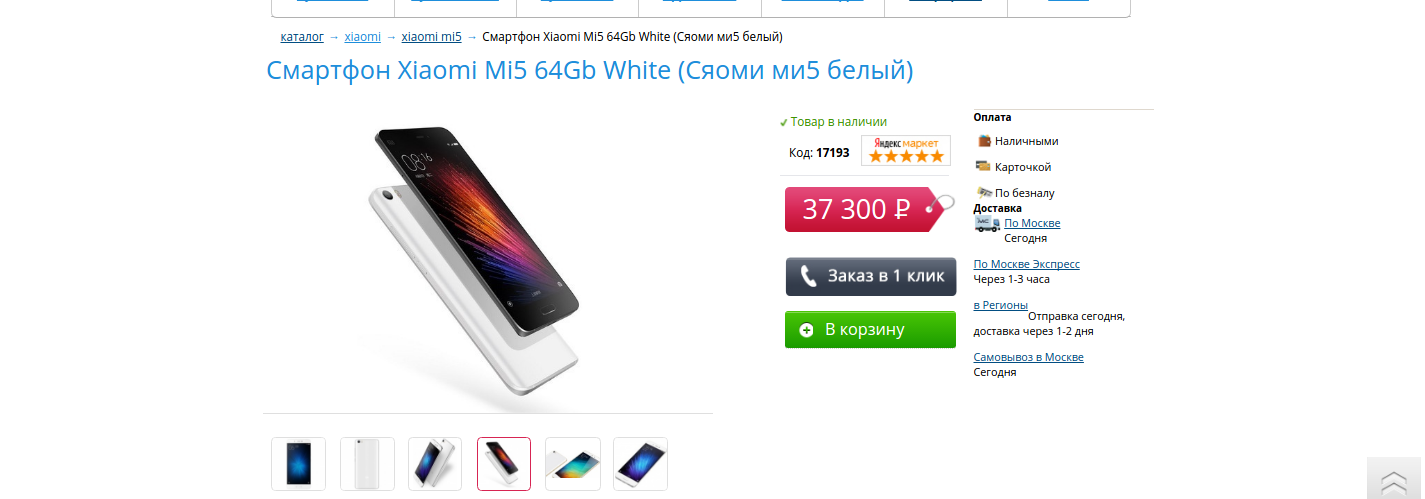 каталог → xiaomi → xiaomi mi5 → Смартфон Xiaomi Mi5 64Gb White (Сяоми ми5 белый)
Смартфон Xiaomi Mi5 64Gb White (Сяоми ми5 белый)
Товар в наличии
Код: 17193
Яндекс маркет
37 300 ₽
Заказ в 1 клик
В корзину
Оплата
Наличными
Карточкой
По безналу
Доставка
По Москве
Сегодня
По Москве Экспресс
Через 1-3 часа
в Регионы
Отправка сегодня,
доставка через 1-2 дня
Самовывоз в Москве
Сегодня
08:16